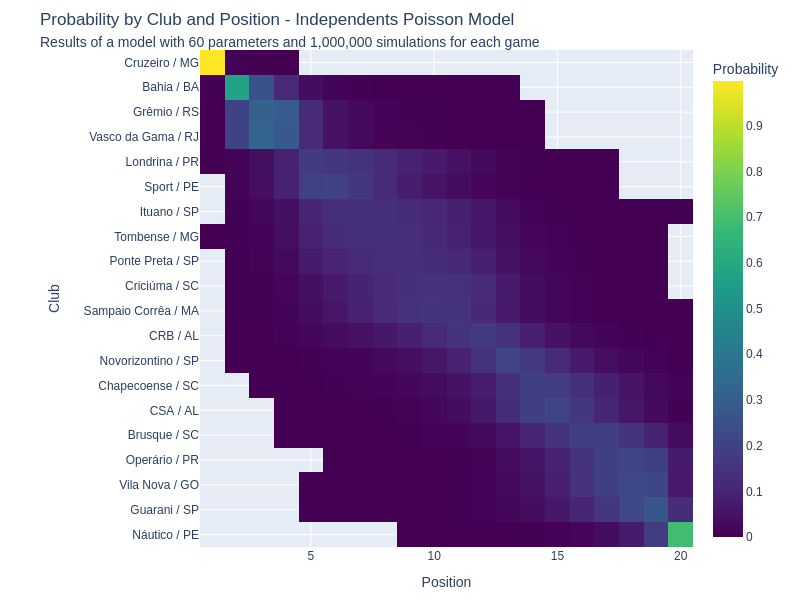 Probability by Club and Position - Independents Poisson Model
Results of a model with 60 parameters and 1,000,000 simulations for each game
Probability
Cruzeiro / MG
Bahia / BA
Grêmio / RS
Vasco da Gama / RJ
Londrina / PR
Sport / PE
Ituano / SP
Tombense / MG
Ponte Preta / SP
Criciúma / SC
Sampaio Corrêa / MA
CRB / AL
Novorizontino / SP
Chapecoense / SC
CSA / AL
Brusque / SC
Operário / PR
Vila Nova / GO
Guarani / SP
Náutico / PE
Club
5
10
15
20
Position
0.9
0.8
0.7
0.6
0.5
0.4
0.3
0.2
0.1
0